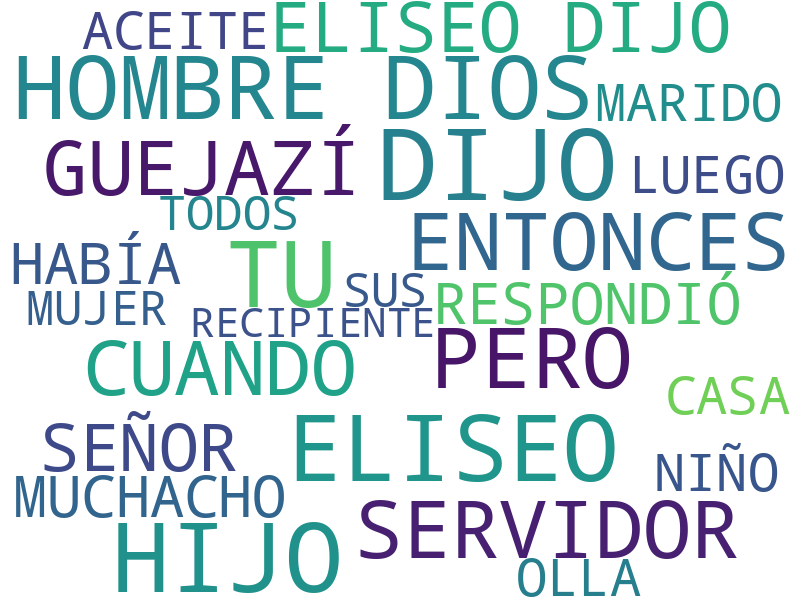 ACEITE ELISEO DIJO
HOMBRE DIOS MARIDO
GUEJAZÍ DIJO LUEGO
TODOS
HABÍA TU ENTONCES
MUJER SUS RESPONDIÓ
RECIPIENTE
CUANDO PERO
CASA
SEÑOR ELISEO NIÑO
MUCHACHO SERVIDOR
HIJO OLLA